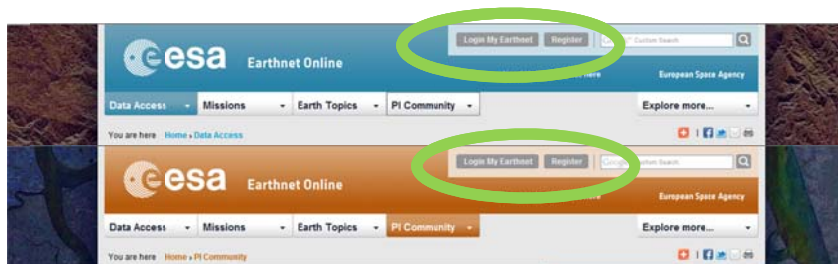 Login My Earthnet Register Custom Search
esa Earthnet Online
here European Space Agency
Data Access Missions Earth Topics PI Community Explore more...
You are here Home › Data Access
Login My Earthnet Register Search
esa Earthnet Online
European Space Agency
Data Access Missions Earth Topics PI Community Explore more...
You are here Home › PI Community